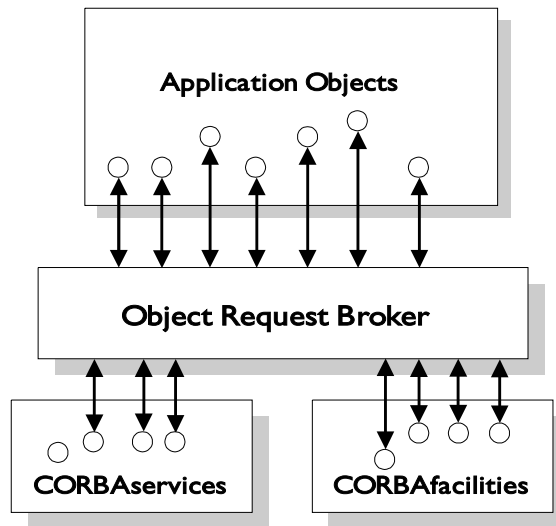 Application Objects
Object Request Broker
CORBAservices
CORBAfacilities